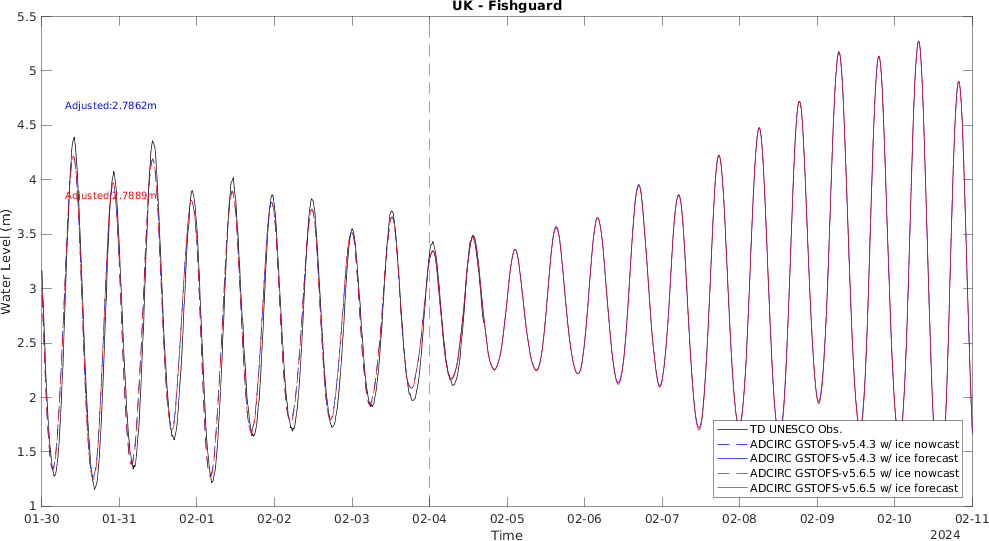 UK - Fishguard
5.5
5
4.5
4
3.5
3
2.5
2
1.5
1
Water Level (m)
Adjusted:2.7862m
Adjusted:2.7889m
TD UNESCO Obs.
ADCIRC GSTOFS-v5.4.3 w/ ice nowcast
ADCIRC GSTOFS-v5.4.3 w/ ice forecast
ADCIRC GSTOFS-v5.6.5 w/ ice nowcast
ADCIRC GSTOFS-v5.6.5 w/ ice forecast
01-30 01-31 02-01 02-02 02-03 02-04 02-05 02-06 02-07 02-08 02-09 02-10 02-11
Time
2024